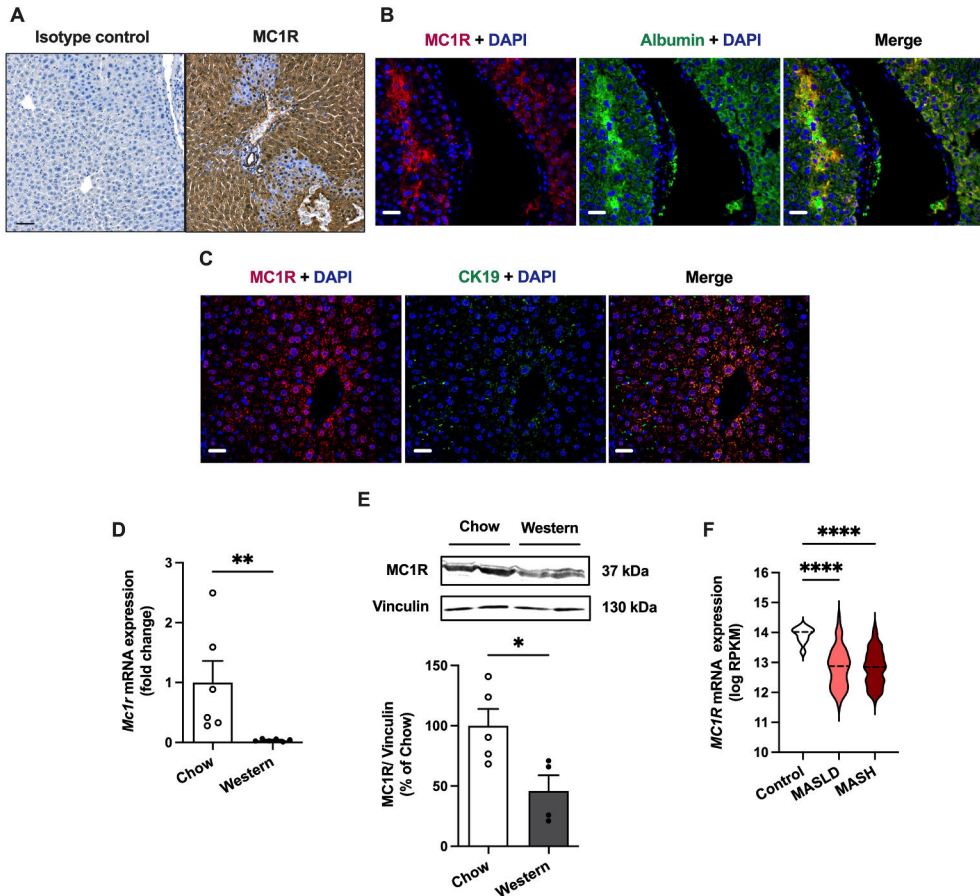 A
Isotype control
MC1R
B
MC1R + DAPI
Albumin + DAPI
Merge
C
MC1R + DAPI
CK19 + DAPI
Merge
D
**
Mc1r mRNA expression
(fold change)
3
2
1
0
Chow
Western
E
Chow
Western
MC1R
37 kDa
Vinculin
130 kDa
*
MC1R/ Vinculin
(% of Chow)
150
100
50
0
Chow
Western
F
****
****
MC1R mRNA expression
(log RPKM)
16
15
14
13
12
11
10
Control
MASLD
MASH